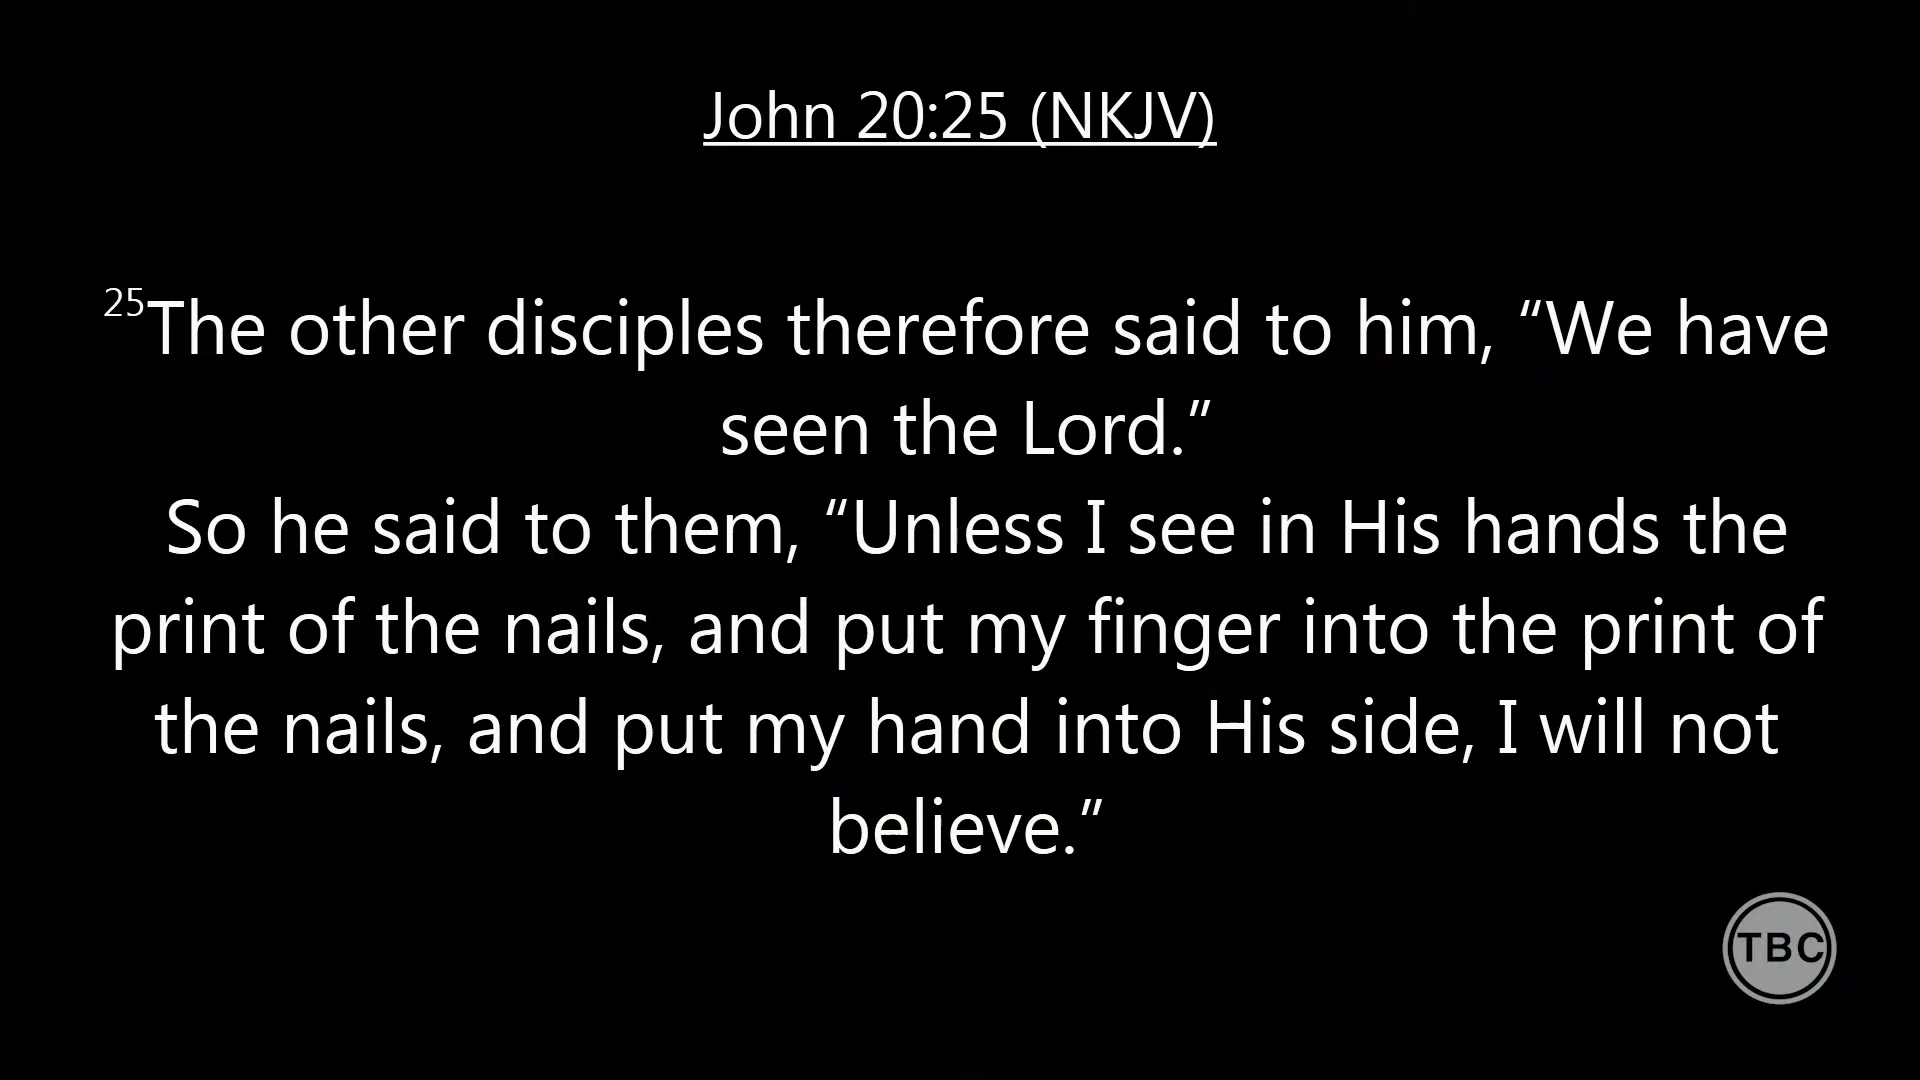 John 20:25 (NKJV)
25The other disciples therefore said to him, “We have
seen the Lord.”
So he said to them, “Unless I see in His hands the
print of the nails, and put my finger into the print of
the nails, and put my hand into His side, I will not
believe.”
TBC